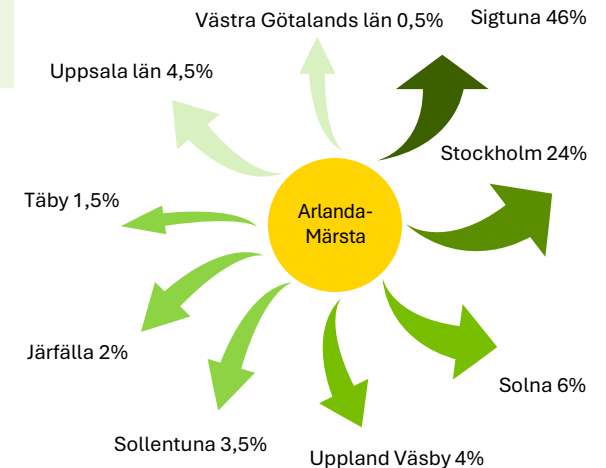 Västra Götalands län 0,5%
Sigtuna 46%
Uppsala län 4,5%
Stockholm 24%
Täby 1,5%
Arlanda-
Märsta
Järfälla 2%
Solna 6%
Sollentuna 3,5%
Uppland Väsby 4%